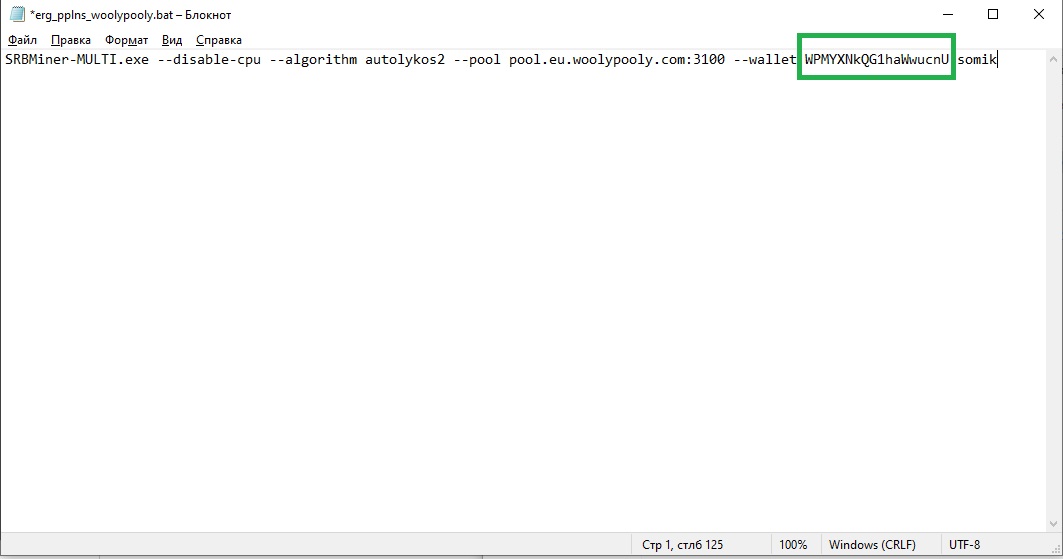 *erg_pplns_woolypooly.bat – Блокнот
Файл Правка Формат Вид Справка
SRBMiner-MULTI.exe --disable-cpu --algorithm autolykos2 --pool pool.eu.woolypooly.com:3100 --wallet WPMYXNkQG1haWwucnU somik
Стр 1, стлб 125 100% Windows (CRLF) UTF-8